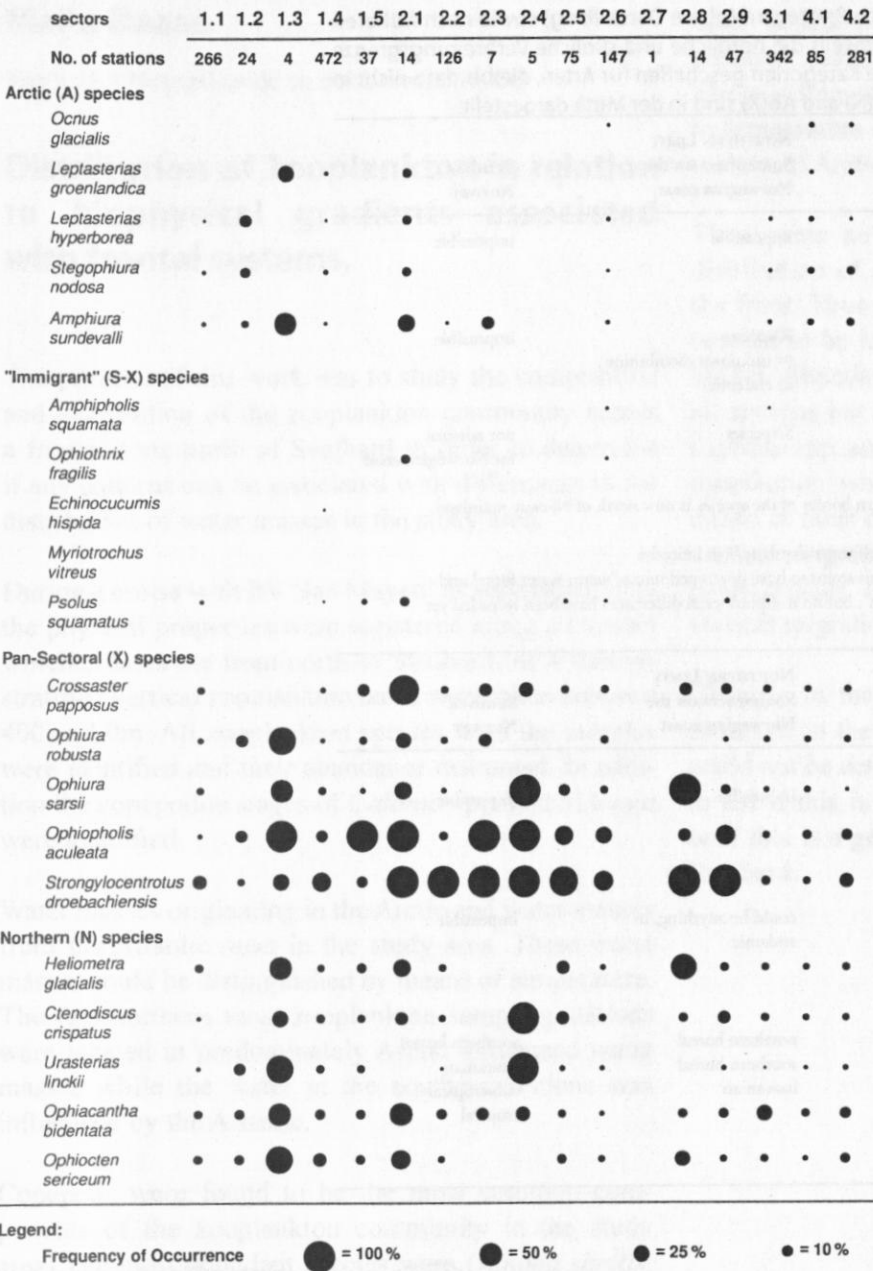 sectors 1.1 1.2 1.3 1.4 1.5 2.1 2.2 2.3 2.4 2.5 2.6 2.7 2.8 2.9 3 4.1 4.2
No. of stations 266 24 4 472 37 14 126 7 5 75 147 1 14 47 342 85 281
Arctic (A) species
Ocnus
glacialis
Leptasterias
groenlandica
Leptasterias
hyperborea
Stegophiura
nodosa
Amphiura
sundevalli
"Immigrant" (S-X) species
Amphipholis
squamata
Ophiothrix
fragilis
Echinocucumis
hispida
Myriotrochus
vitreus
Psolus
squamatus
Pan-Sectoral (X) species
Crossaster
papposus
Ophiura
robusta
Ophiura
sarsii
Ophiopholis
aculeata
Strongylocentrotus
droebachiensis
Northern (N) species
Heliometra
glacialis
Ctenodiscus
crispatus
Urasterias
linckii
Ophiacantha
bidentata
Ophiocten
sericeum
Legend:
Frequency of Occurrence = 100 % = 50 % = 25 % = 10 %